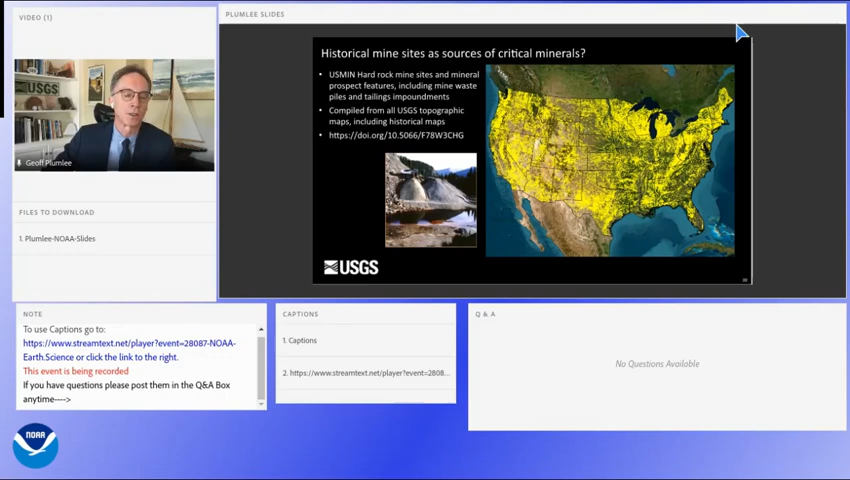 VIDEO (1)
USGS
Geoff Plumlee
FILES TO DOWNLOAD
1. Plumlee-NOAA-Slides
PLUMLEE SLIDES
Historical mine sites as sources of critical minerals?
• USMIN Hard rock mine sites and mineral
prospect features, including mine waste
piles and tailings impoundments
• Compiled from all USGS topographic
maps, including historical maps
• https://doi.org/10.5066/F78W3CHG
USGS
NOTE
To use Captions go to:
https://www.streamtext.net/player?event=28087-NOAA-
Earth.Science or click the link to the right.
This event is being recorded
If you have questions please post them in the Q&A Box
anytime---->
CAPTIONS
1. Captions
2. https://www.streamtext.net/player?event=2808...
Q & A
No Questions Available
NOAA